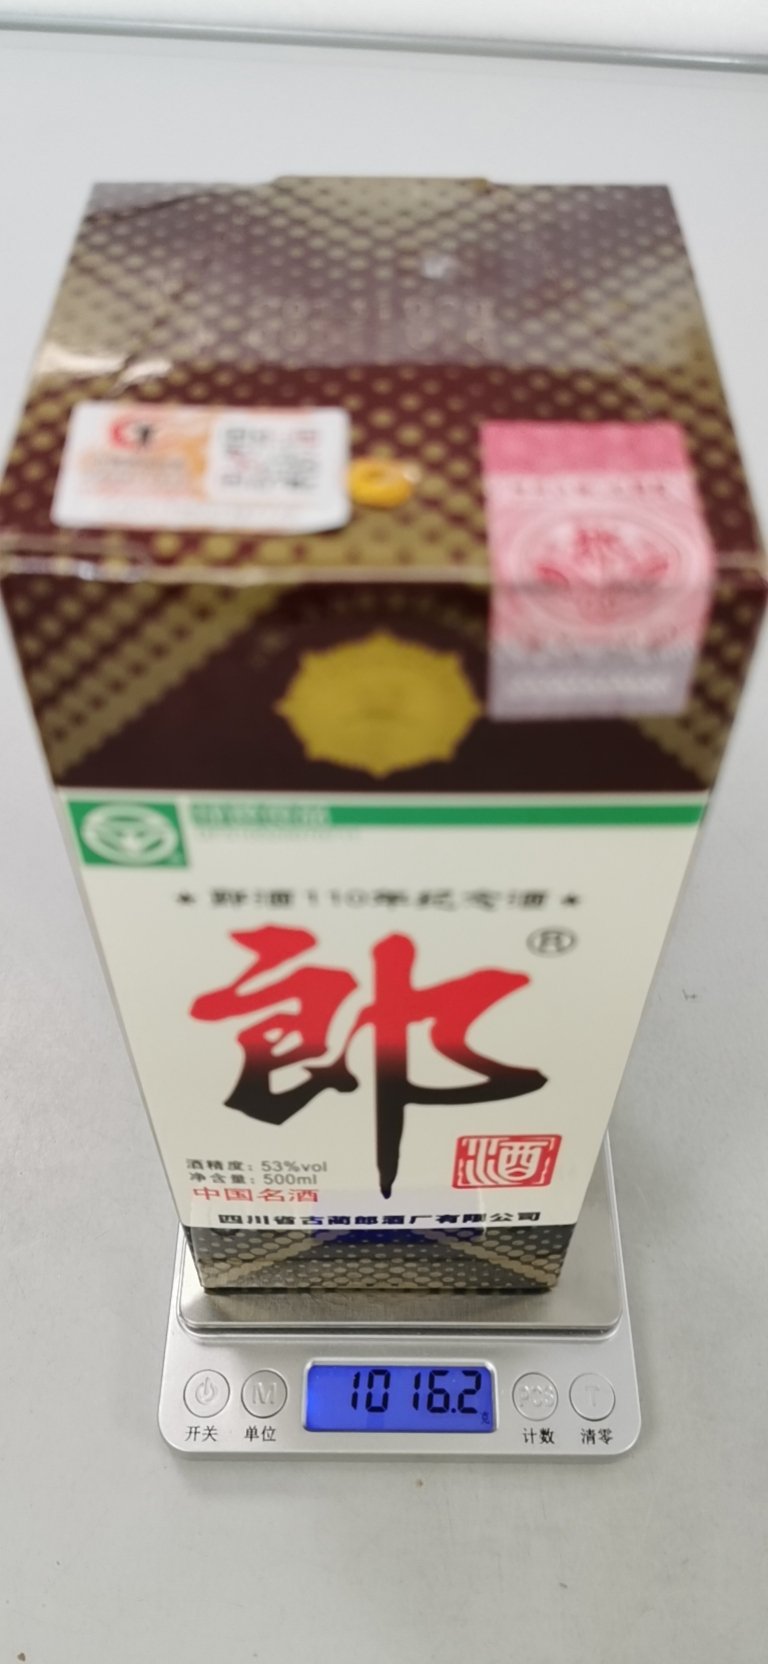 郎酒110年纪念酒
郎®
酒
酒精度：53%vol
净含量：500ml
中国名酒
四川省古蔺郎酒厂有限公司
1016.2
克
M
PCS
T
开关
单位
计数
清零